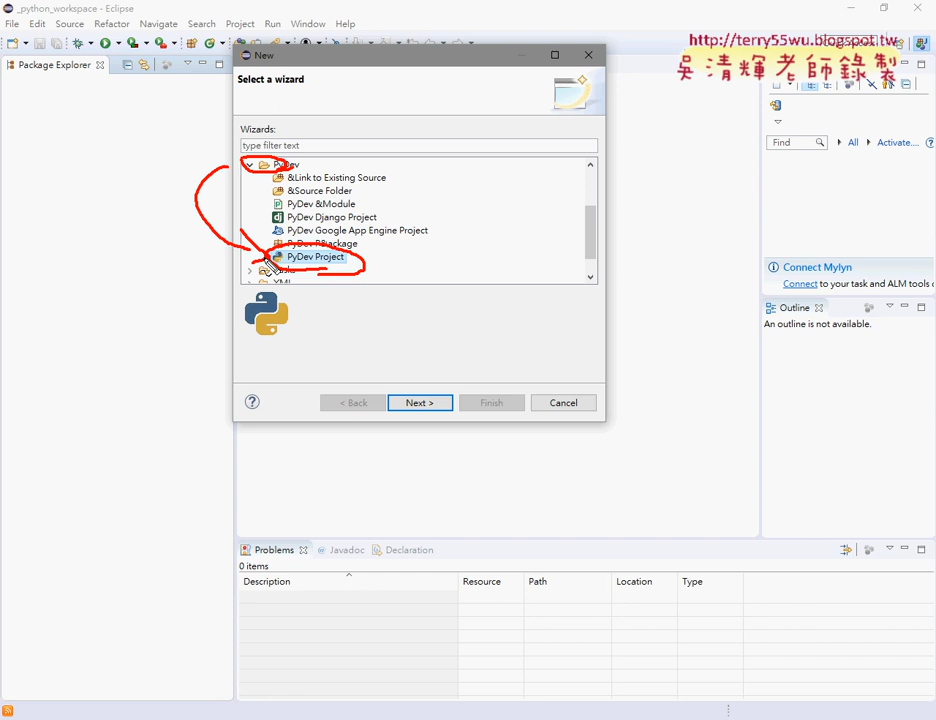 _python_workspace - Eclipse
File Edit Source Refactor Navigate Search Project Run Window Help
http://terry55wu.blogspot.tw
吳清輝老師錄製
Package Explorer
New
Select a wizard
Wizards:
type filter text
PyDev
&Link to Existing Source
&Source Folder
PyDev &Module
PyDev Django Project
PyDev Google App Engine Project
PyDev Project
XML
< Back
Next >
Finish
Cancel
Find
All
Activate...
Connect Mylyn
Connect to your task and ALM tools
Outline
An outline is not available.
Problems
Javadoc
Declaration
0 items
Description Resource Path Location Type